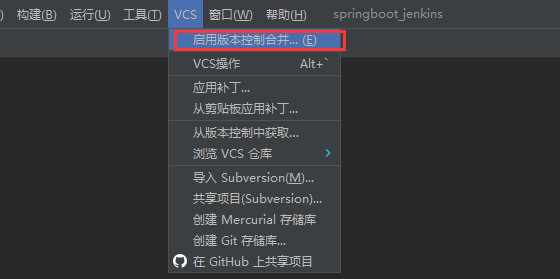 构建(B) 运行(U) 工具(T) VCS 窗口(W) 帮助(H) springboot_jenkins
启用版本控制合并... (E)
VCS操作 Alt+`
应用补丁...
从剪贴板应用补丁...
从版本控制中获取...
浏览 VCS 仓库
导入 Subversion(M)...
共享项目(Subversion)...
创建 Mercurial 存储库
创建 Git 存储库...
在 GitHub 上共享项目